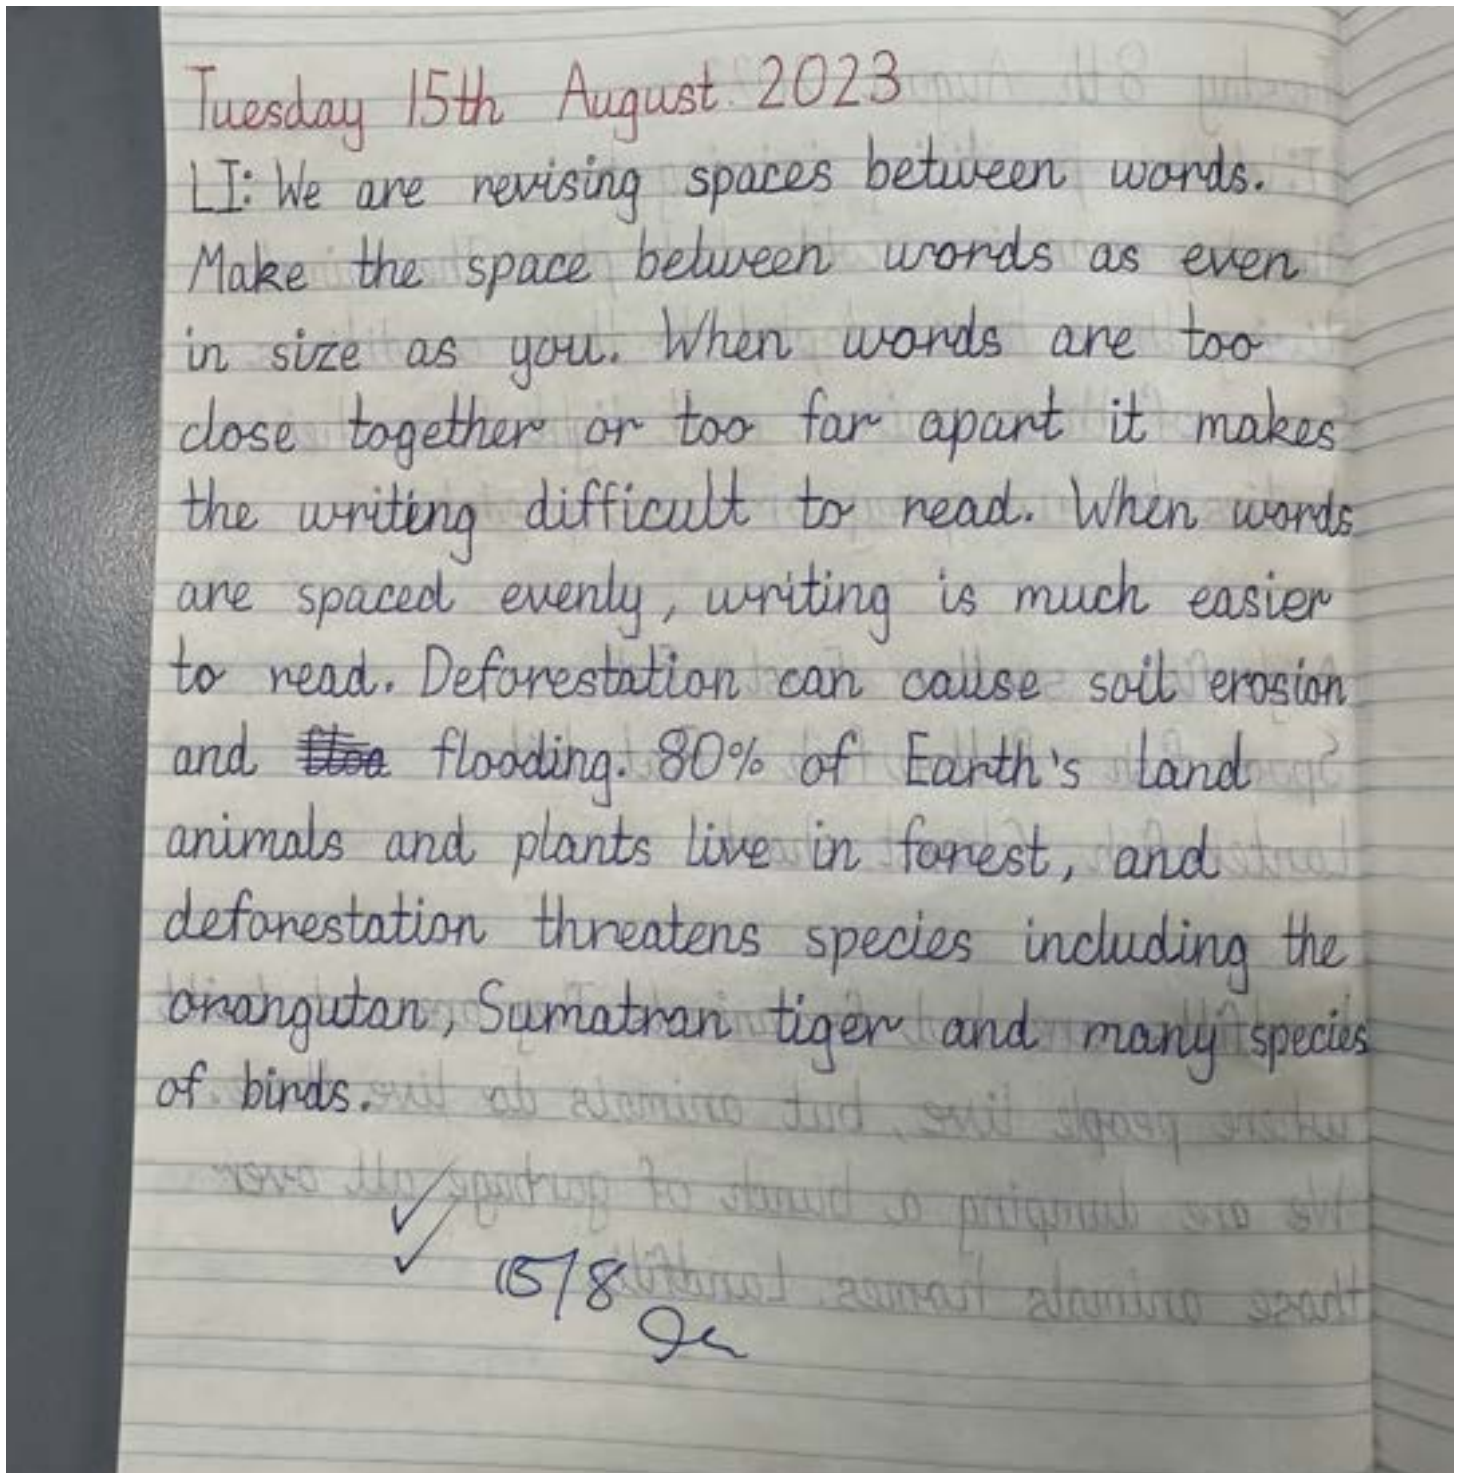 Tuesday 15th August 2023
LI: We are revising spaces between words.
Make the space between words as even
in size as you. When words are too
close together or too far apart it makes
the writing difficult to read. When words
are spaced evenly, writing is much easier
to read. Deforestation can cause soil erosion
and flooding. 80% of Earth's land
animals and plants live in forest, and
deforestation threatens species including the
orangutan, Sumatran tiger and many species
of birds.
15/8